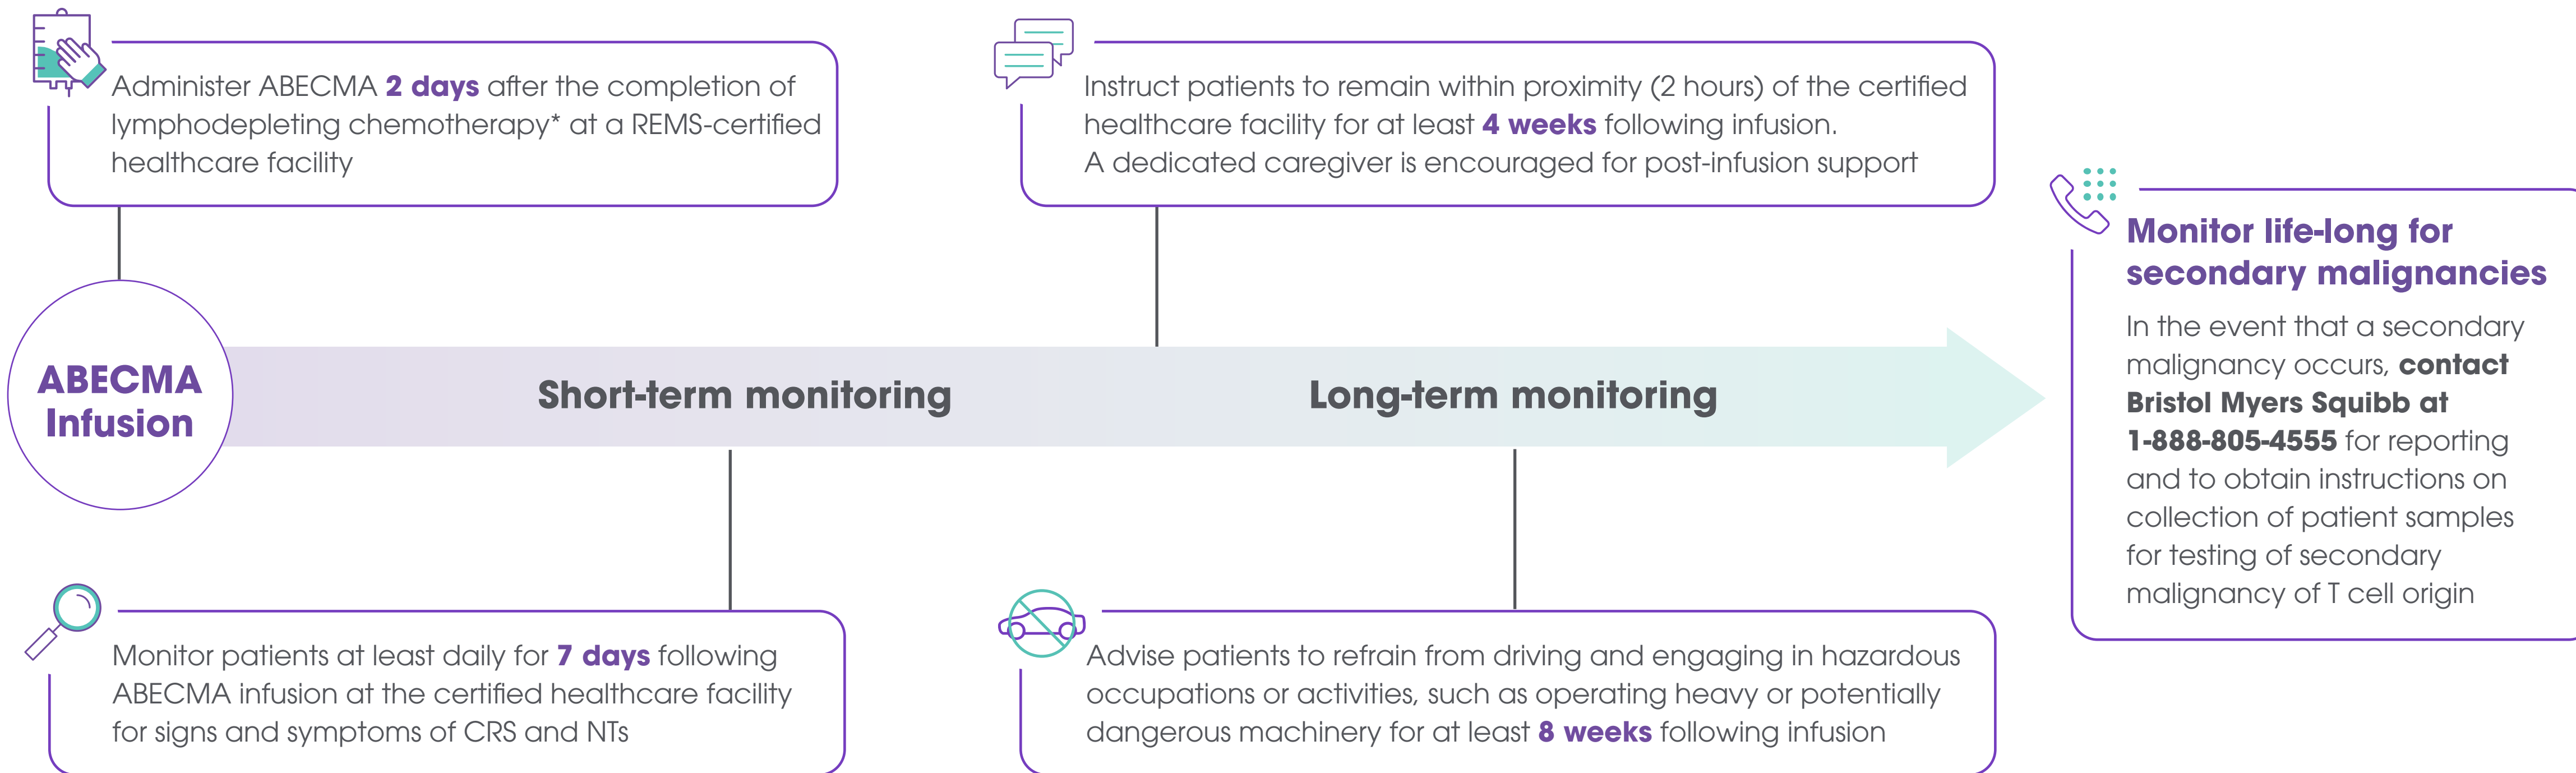 Administer ABECMA 2 days after the completion of
lymphodepleting chemotherapy* at a REMS-certified
healthcare facility
Instruct patients to remain within proximity (2 hours) of the certified
healthcare facility for at least 4 weeks following infusion.
A dedicated caregiver is encouraged for post-infusion support
ABECMA
Infusion
Short-term monitoring
Long-term monitoring
Monitor patients at least daily for 7 days following
ABECMA infusion at the certified healthcare facility
for signs and symptoms of CRS and NTs
Advise patients to refrain from driving and engaging in hazardous
occupations or activities, such as operating heavy or potentially
dangerous machinery for at least 8 weeks following infusion
Monitor life-long for
secondary malignancies
In the event that a secondary
malignancy occurs, contact
Bristol Myers Squibb at
1-888-805-4555 for reporting
and to obtain instructions on
collection of patient samples
for testing of secondary
malignancy of T cell origin